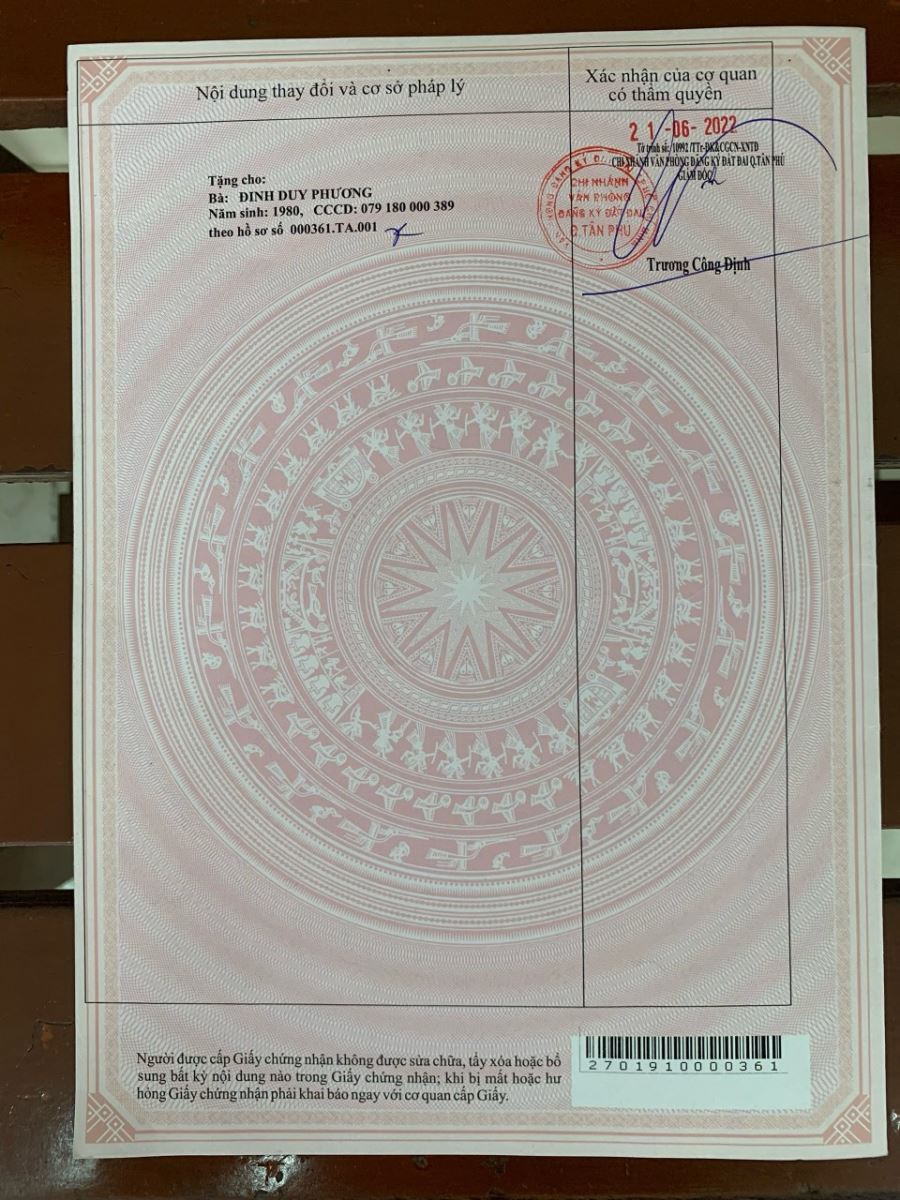 Nội dung thay đổi và cơ sở pháp lý
Xác nhận của cơ quan
có thẩm quyền
Tặng cho:
Bà: ĐINH DUY PHƯƠNG
Năm sinh: 1980, CCCD: 079 180 000 389
theo hồ sơ số 000361.TA.001
21-06-2022
Tờ trình số: 10992 /TTr-ĐK&CGCN-XNTĐ
CHI NHÁNH VĂN PHÒNG ĐĂNG KÝ ĐẤT ĐAI Q.TÂN PHÚ
GIÁM ĐỐC
CHI NHÁNH
VĂN PHÒNG
ĐĂNG KÝ ĐẤT ĐAI
Q.TÂN PHÚ
Trương Công Định
Người được cấp Giấy chứng nhận không được sửa chữa, tẩy xóa hoặc bổ
sung bất kỳ nội dung nào trong Giấy chứng nhận; khi bị mất hoặc hư
hỏng Giấy chứng nhận phải khai báo ngay với cơ quan cấp Giấy.
2701910000361